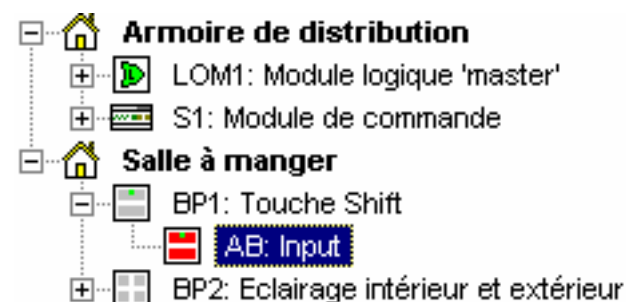 Armoire de distribution
LOM1: Module logique 'master'
S1: Module de commande
Salle à manger
BP1: Touche Shift
AB: Input
BP2: Eclairage intérieur et extérieur